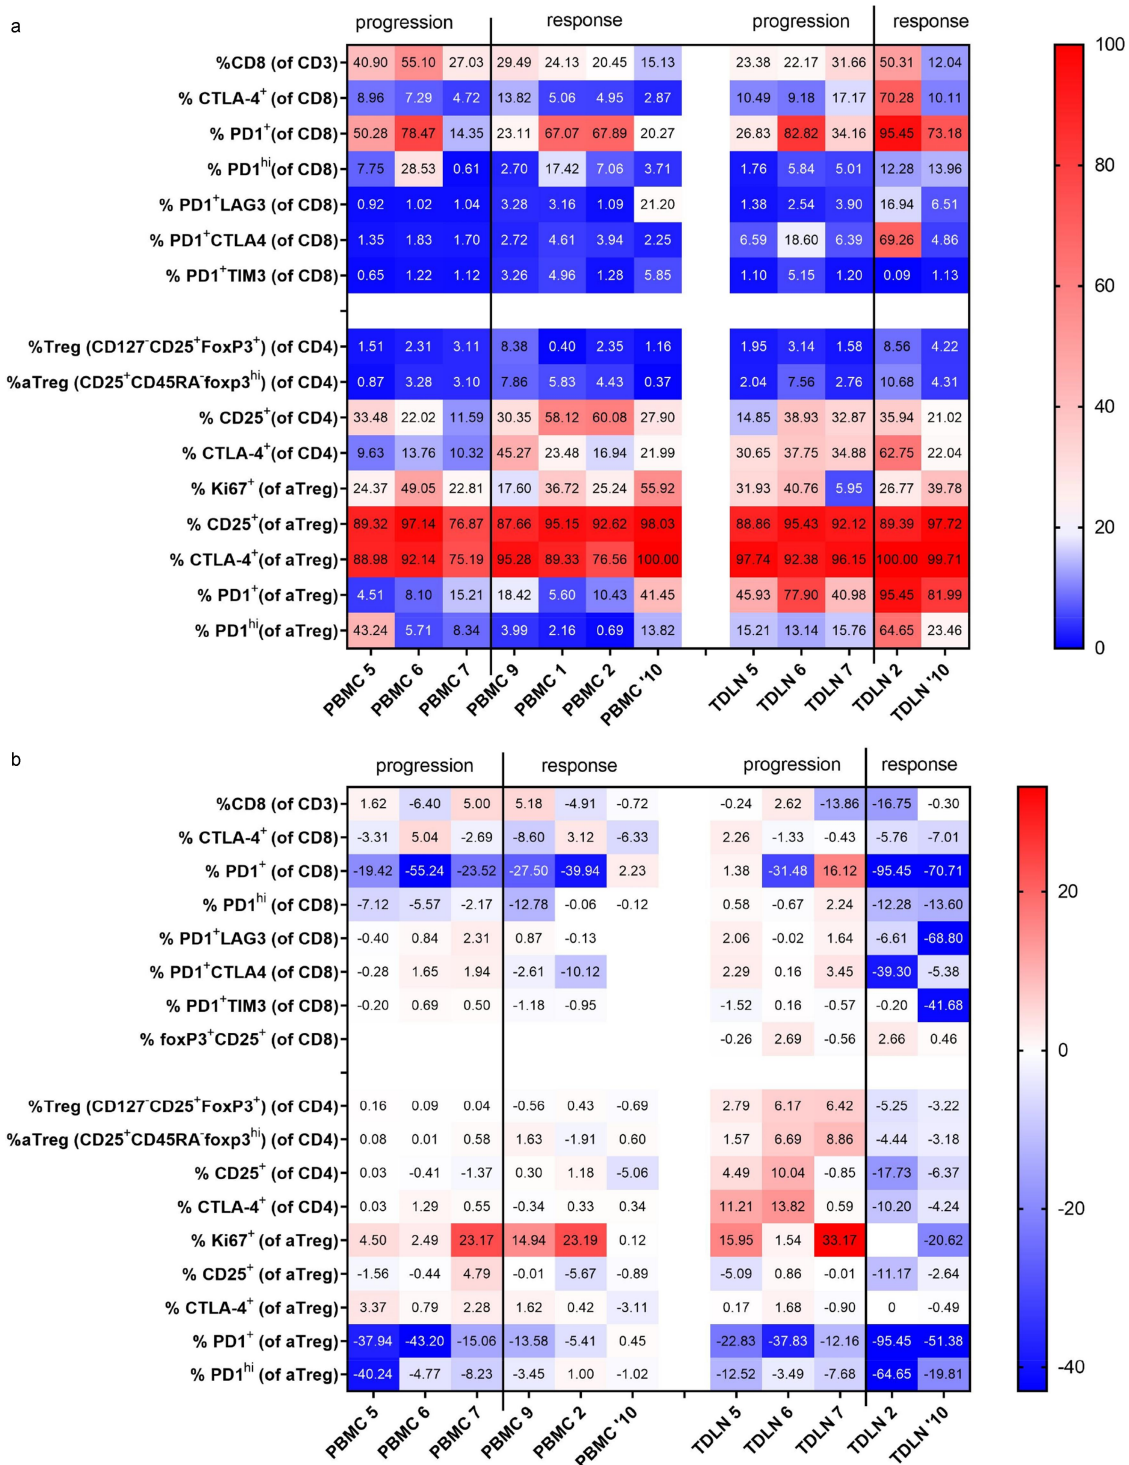 a
progression response progression response
%CD8 (of CD3) 40.90 55.10 27.03 29.49 24.13 20.45 15.13 23.38 22.17 31.66 50.31 12.04
% CTLA-4⁺ (of CD8) 8.96 7.29 4.72 13.82 5.06 4.95 2.87 10.49 9.18 17.17 70.28 10.11
% PD1⁺(of CD8) 50.28 78.47 14.35 23.11 67.07 67.89 20.27 26.83 82.82 34.16 95.45 73.18
% PD1ʰⁱ(of CD8) 7.75 28.53 0.61 2.70 17.42 7.06 3.71 1.76 5.84 5.01 12.28 13.96
% PD1⁺LAG3 (of CD8) 0.92 1.02 1.04 3.28 3.16 1.09 21.20 1.38 2.54 3.90 16.94 6.51
% PD1⁺CTLA4 (of CD8) 1.35 1.83 1.70 2.72 4.61 3.94 2.25 6.59 18.60 6.39 69.26 4.86
% PD1⁺TIM3 (of CD8) 0.65 1.22 1.12 3.26 4.96 1.28 5.85 1.10 5.15 1.20 0.09 1.13
%Treg (CD127⁻CD25⁺FoxP3⁺) (of CD4) 1.51 2.31 3.11 8.38 0.40 2.35 1.16 1.95 3.14 1.58 8.56 4.22
%aTreg (CD25⁺CD45RA⁻foxp3ʰⁱ) (of CD4) 0.87 3.28 3.10 7.86 5.83 4.43 0.37 2.04 7.56 2.76 10.68 4.31
% CD25⁺(of CD4) 33.48 22.02 11.59 30.35 58.12 60.08 27.90 14.85 38.93 32.87 35.94 21.02
% CTLA-4⁺(of CD4) 9.63 13.76 10.32 45.27 23.48 16.94 21.99 30.65 37.75 34.88 62.75 22.04
% Ki67⁺ (of aTreg) 24.37 49.05 22.81 17.60 36.72 25.24 55.92 31.93 40.76 5.95 26.77 39.78
% CD25⁺(of aTreg) 89.32 97.14 76.87 87.66 95.15 92.62 98.03 88.86 95.43 92.12 89.39 97.72
% CTLA-4⁺(of aTreg) 88.98 92.14 75.19 95.28 89.33 76.56 100.00 97.74 92.38 96.15 100.00 99.71
% PD1⁺(of aTreg) 4.51 8.10 15.21 18.42 5.60 10.43 41.45 45.93 77.90 40.98 95.45 81.99
% PD1ʰⁱ(of aTreg) 43.24 5.71 8.34 3.99 2.16 0.69 13.82 15.21 13.14 15.76 64.65 23.46
PBMC 5 PBMC 6 PBMC 7 PBMC 9 PBMC 1 PBMC 2 PBMC '10 TDLN 5 TDLN 6 TDLN 7 TDLN 2 TDLN '10
100
80
60
40
20
0
b
progression response progression response
%CD8 (of CD3) 1.62 -6.40 5.00 5.18 -4.91 -0.72 -0.24 2.62 -13.86 -16.75 -0.30
% CTLA-4⁺ (of CD8) -3.31 5.04 -2.69 -8.60 3.12 -6.33 2.26 -1.33 -0.43 -5.76 -7.01
% PD1⁺ (of CD8) -19.42 -55.24 -23.52 -27.50 -39.94 2.23 1.38 -31.48 16.12 -95.45 -70.71
% PD1ʰⁱ (of CD8) -7.12 -5.57 -2.17 -12.78 -0.06 -0.12 0.58 -0.67 2.24 -12.28 -13.60
% PD1⁺LAG3 (of CD8) -0.40 0.84 2.31 0.87 -0.13 2.06 -0.02 1.64 -6.61 -68.80
% PD1⁺CTLA4 (of CD8) -0.28 1.65 1.94 -2.61 -10.12 2.29 0.16 3.45 -39.30 -5.38
% PD1⁺TIM3 (of CD8) -0.20 0.69 0.50 -1.18 -0.95 -1.52 0.16 -0.57 -0.20 -41.68
% foxP3⁺CD25⁺ (of CD8) -0.26 2.69 -0.56 2.66 0.46
%Treg (CD127⁻CD25⁺FoxP3⁺) (of CD4) 0.16 0.09 0.04 -0.56 0.43 -0.69 2.79 6.17 6.42 -5.25 -3.22
%aTreg (CD25⁺CD45RA⁻foxp3ʰⁱ) (of CD4) 0.08 0.01 0.58 1.63 -1.91 0.60 1.57 6.69 8.86 -4.44 -3.18
% CD25⁺ (of CD4) 0.03 -0.41 -1.37 0.30 1.18 -5.06 4.49 10.04 -0.85 -17.73 -6.37
% CTLA-4⁺ (of CD4) 0.03 1.29 0.55 -0.34 0.33 0.34 11.21 13.82 0.59 -10.20 -4.24
% Ki67⁺ (of aTreg) 4.50 2.49 23.17 14.94 23.19 0.12 15.95 1.54 33.17 -20.62
% CD25⁺ (of aTreg) -1.56 -0.44 4.79 -0.01 -5.67 -0.89 -5.09 0.86 -0.01 -11.17 -2.64
% CTLA-4⁺ (of aTreg) 3.37 0.79 2.28 1.62 0.42 -3.11 0.17 1.68 -0.90 0 -0.49
% PD1⁺ (of aTreg) -37.94 -43.20 -15.06 -13.58 -5.41 0.45 -22.83 -37.83 -12.16 -95.45 -51.38
% PD1ʰⁱ (of aTreg) -40.24 -4.77 -8.23 -3.45 1.00 -1.02 -12.52 -3.49 -7.68 -64.65 -19.81
PBMC 5 PBMC 6 PBMC 7 PBMC 9 PBMC 2 PBMC '10 TDLN 5 TDLN 6 TDLN 7 TDLN 2 TDLN '10
20
0
-20
-40